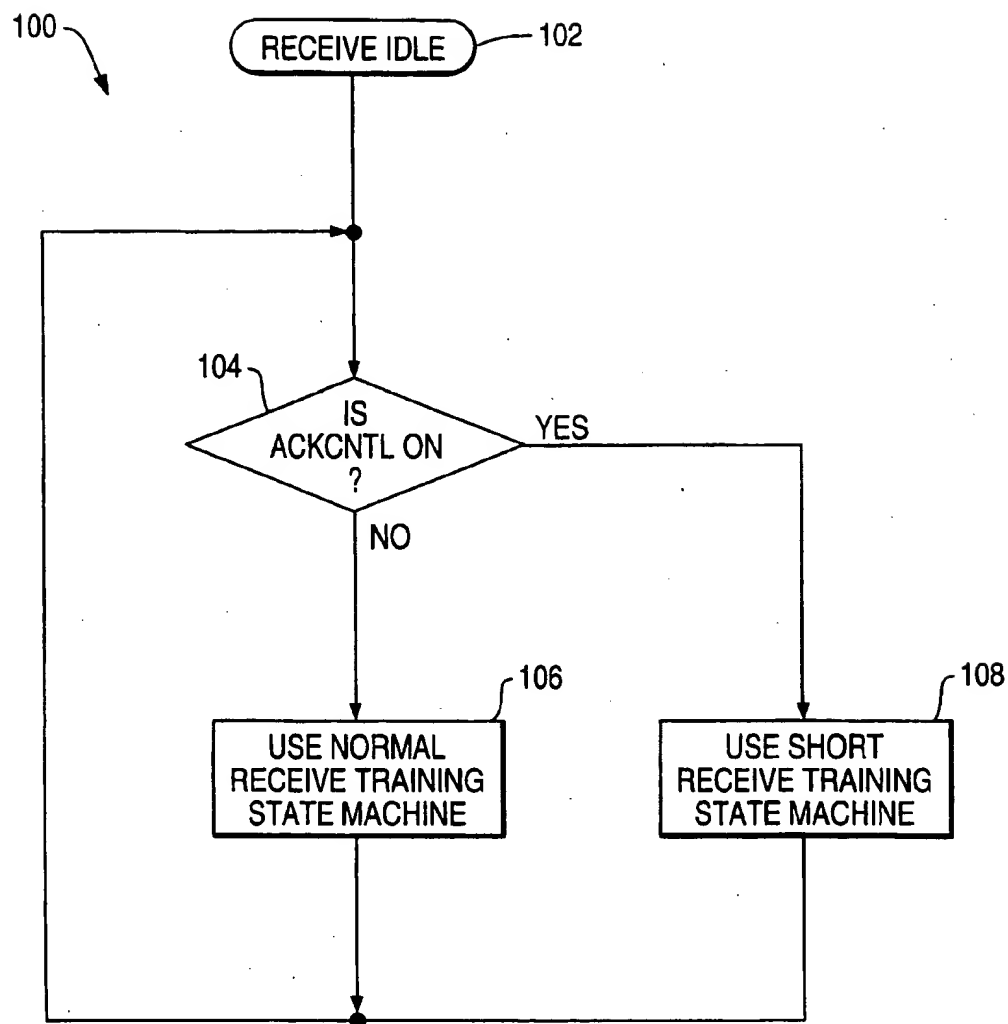 100
RECEIVE IDLE
102
104
IS
ACKCNTL ON
?
YES
NO
106
USE NORMAL
RECEIVE TRAINING
STATE MACHINE
108
USE SHORT
RECEIVE TRAINING
STATE MACHINE